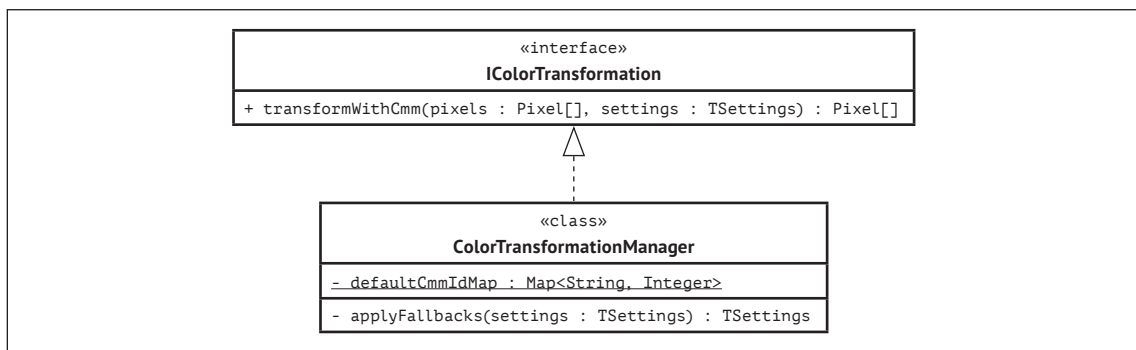 «interface»
IColorTransformation
+ transformWithCmm(pixels : Pixel[], settings : TSettings) : Pixel[]
«class»
ColorTransformationManager
- defaultCmmIdMap : Map<String, Integer>
- applyFallbacks(settings : TSettings) : TSettings